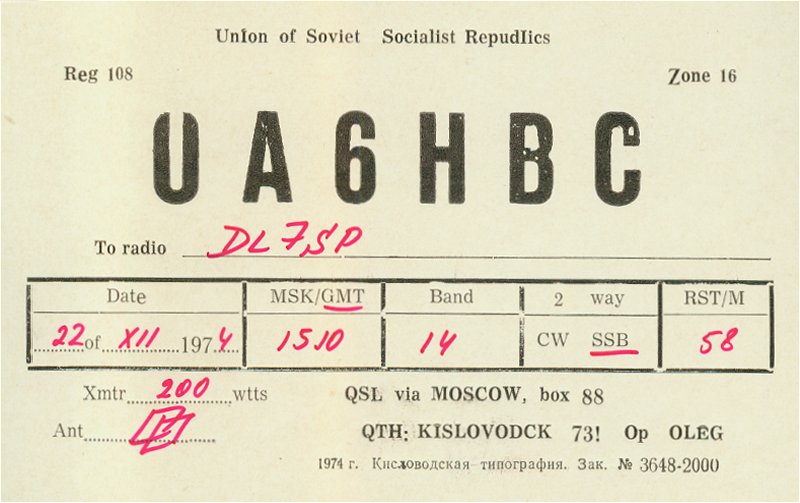 Union of Soviet Socialist RepudIics
Reg 108 Zone 16
UA6HBC
To radio DL7SP
Date MSK/GMT Band 2 way RST/M
22 of XII 1974 1510 14 CW SSB 58
Xmtr 200 wtts QSL via MOSCOW, box 88
Ant QTH: KISLOVODCK 73! Op OLEG
1974 г. Кисловодская типография. Зак. № 3648-2000